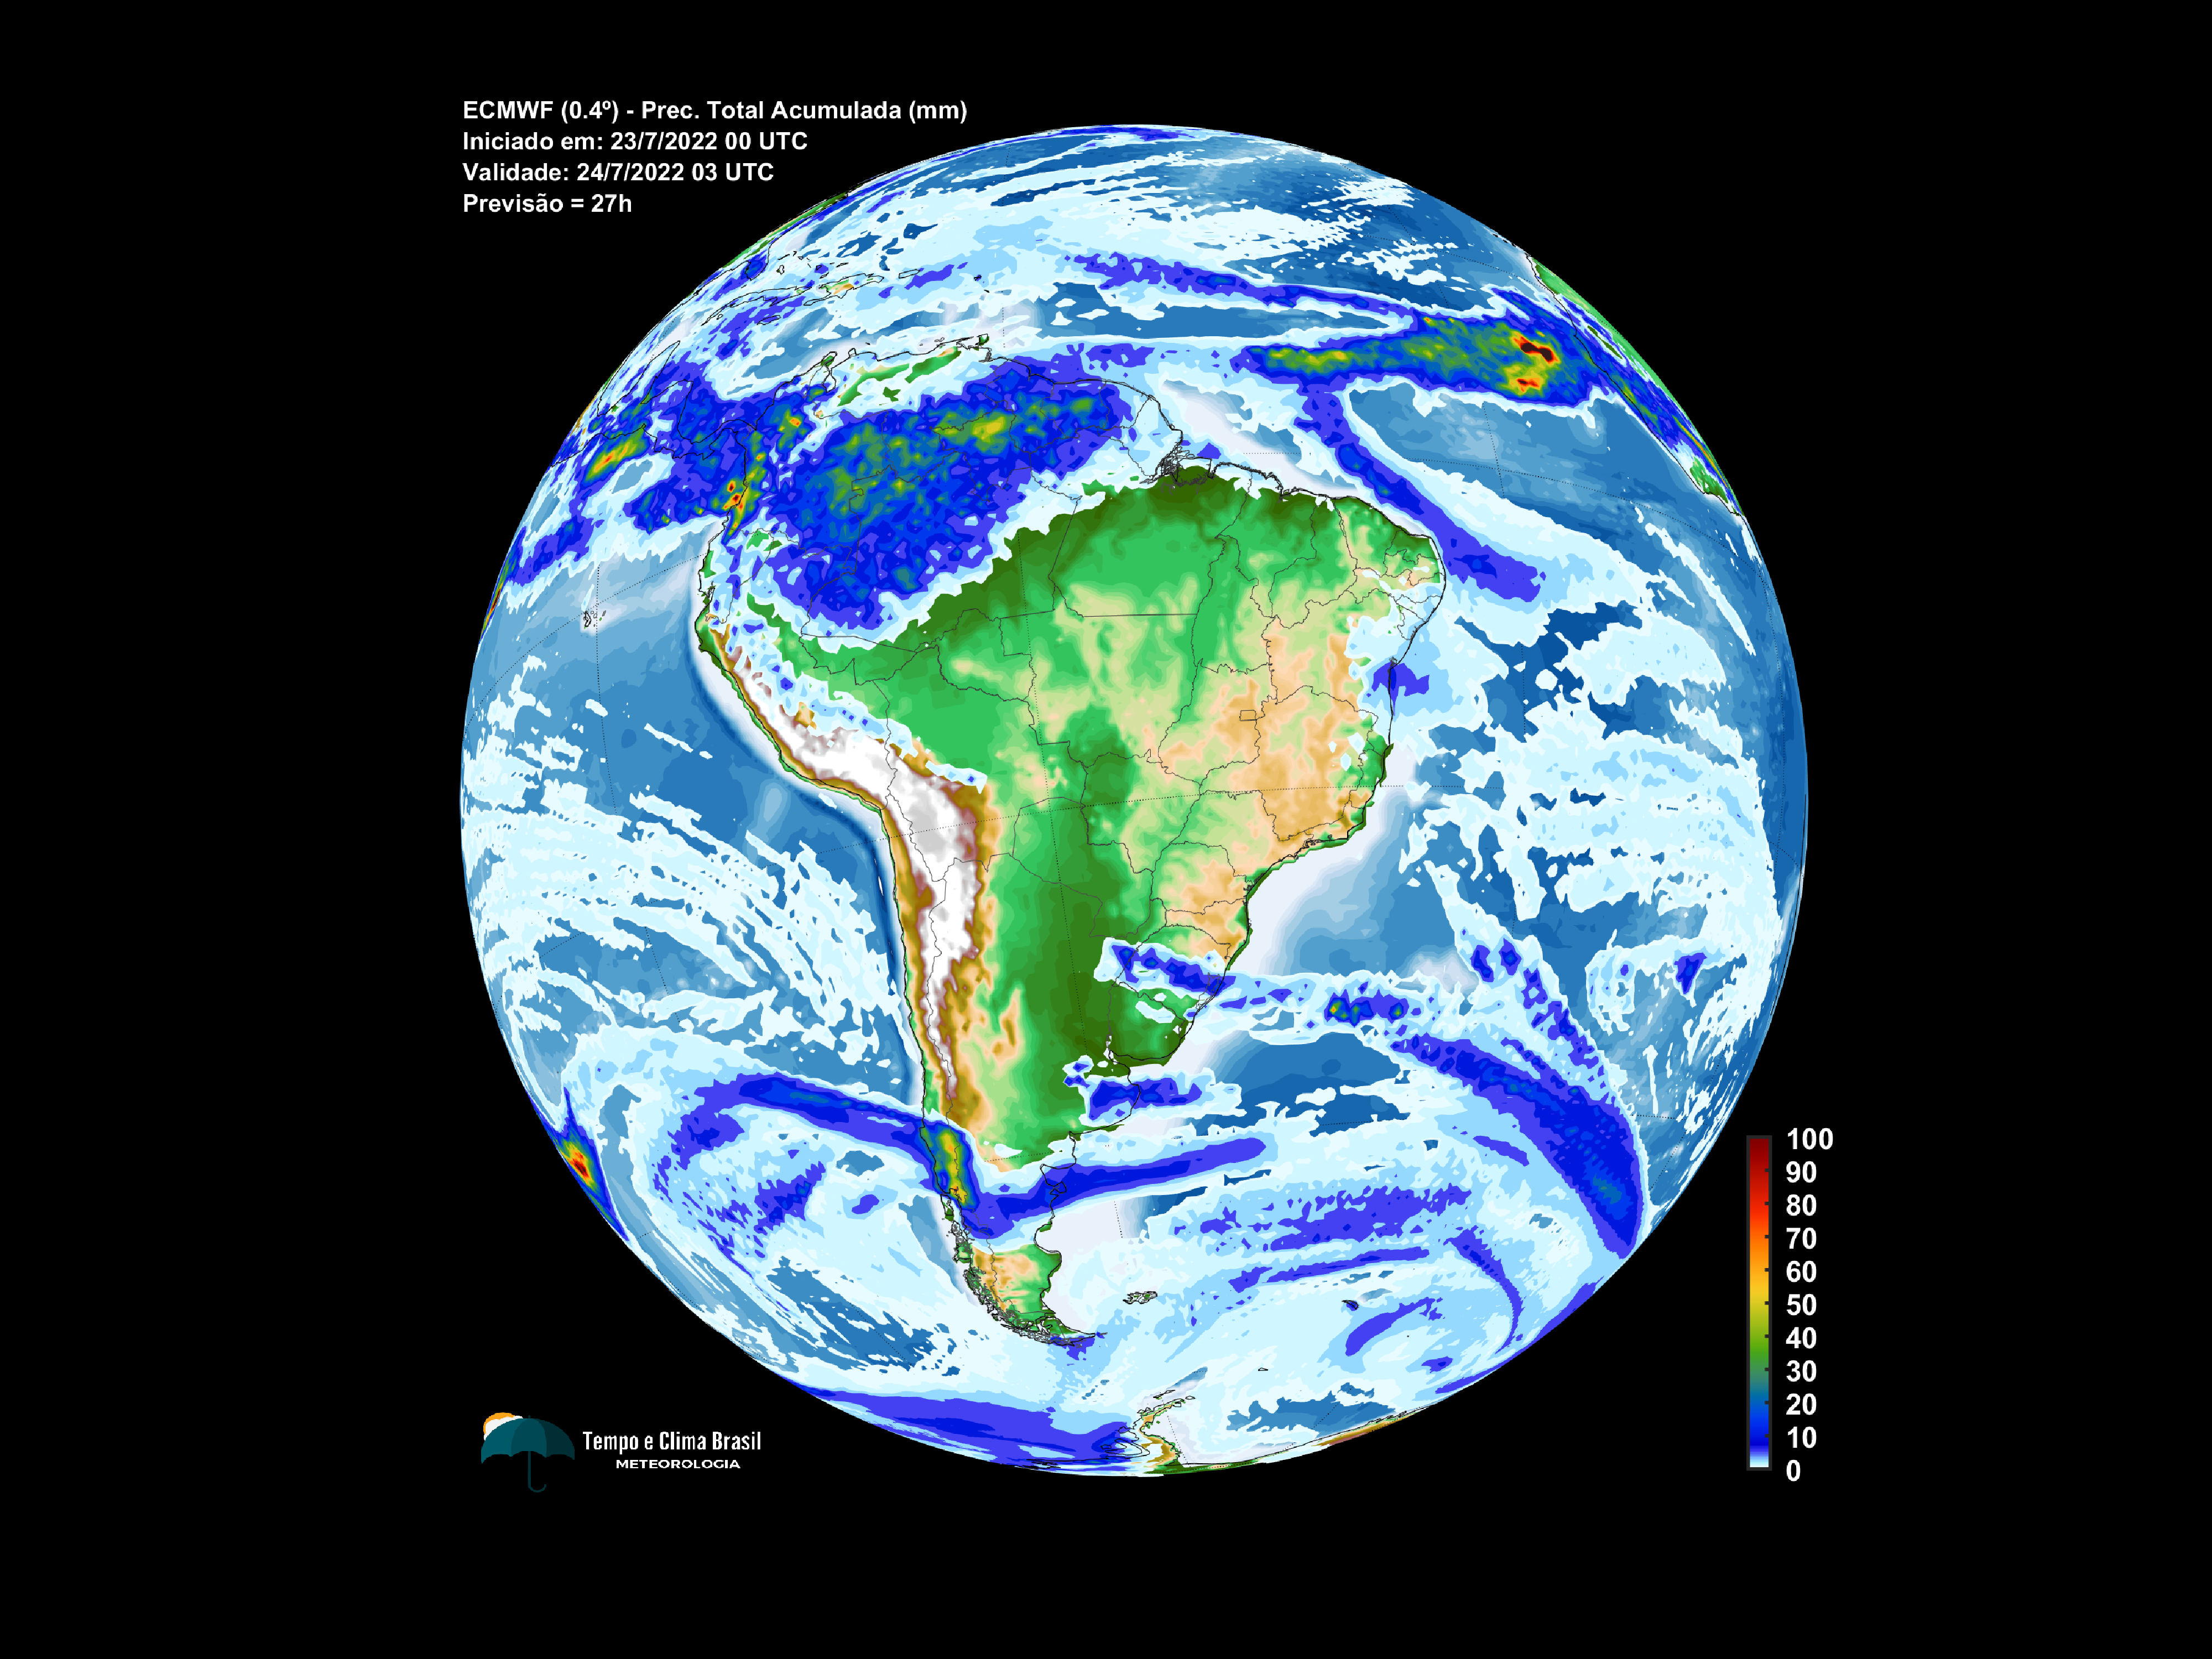 ECMWF (0.4º) - Prec. Total Acumulada (mm)
Iniciado em: 23/7/2022 00 UTC
Validade: 24/7/2022 03 UTC
Previsão = 27h
100
90
80
70
60
50
40
30
20
10
0
Tempo e Clima Brasil
METEOROLOGIA